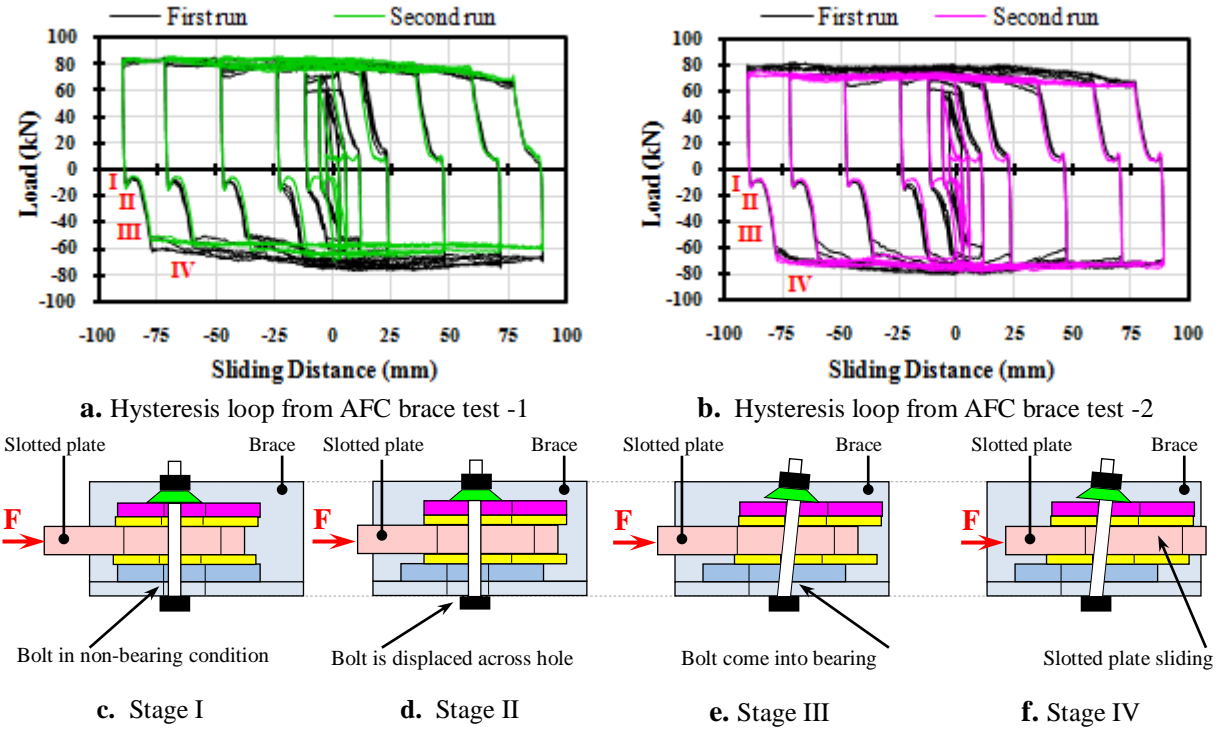 First run Second run
100
80
60
40
20
0
-20
-40
-60
-80
-100
Load (kN)
I
II
III
IV
-100 -75 -50 -25 0 25 50 75 100
Sliding Distance (mm)
a. Hysteresis loop from AFC brace test -1
First run Second run
100
80
60
40
20
0
-20
-40
-60
-80
-100
Load (kN)
I
II
III
IV
-100 -75 -50 -25 0 25 50 75 100
Sliding Distance (mm)
b. Hysteresis loop from AFC brace test -2
Slotted plate Brace
F
Bolt in non-bearing condition
c. Stage I
Slotted plate Brace
F
Bolt is displaced across hole
d. Stage II
Slotted plate Brace
F
Bolt come into bearing
e. Stage III
Slotted plate Brace
F
Slotted plate sliding
f. Stage IV